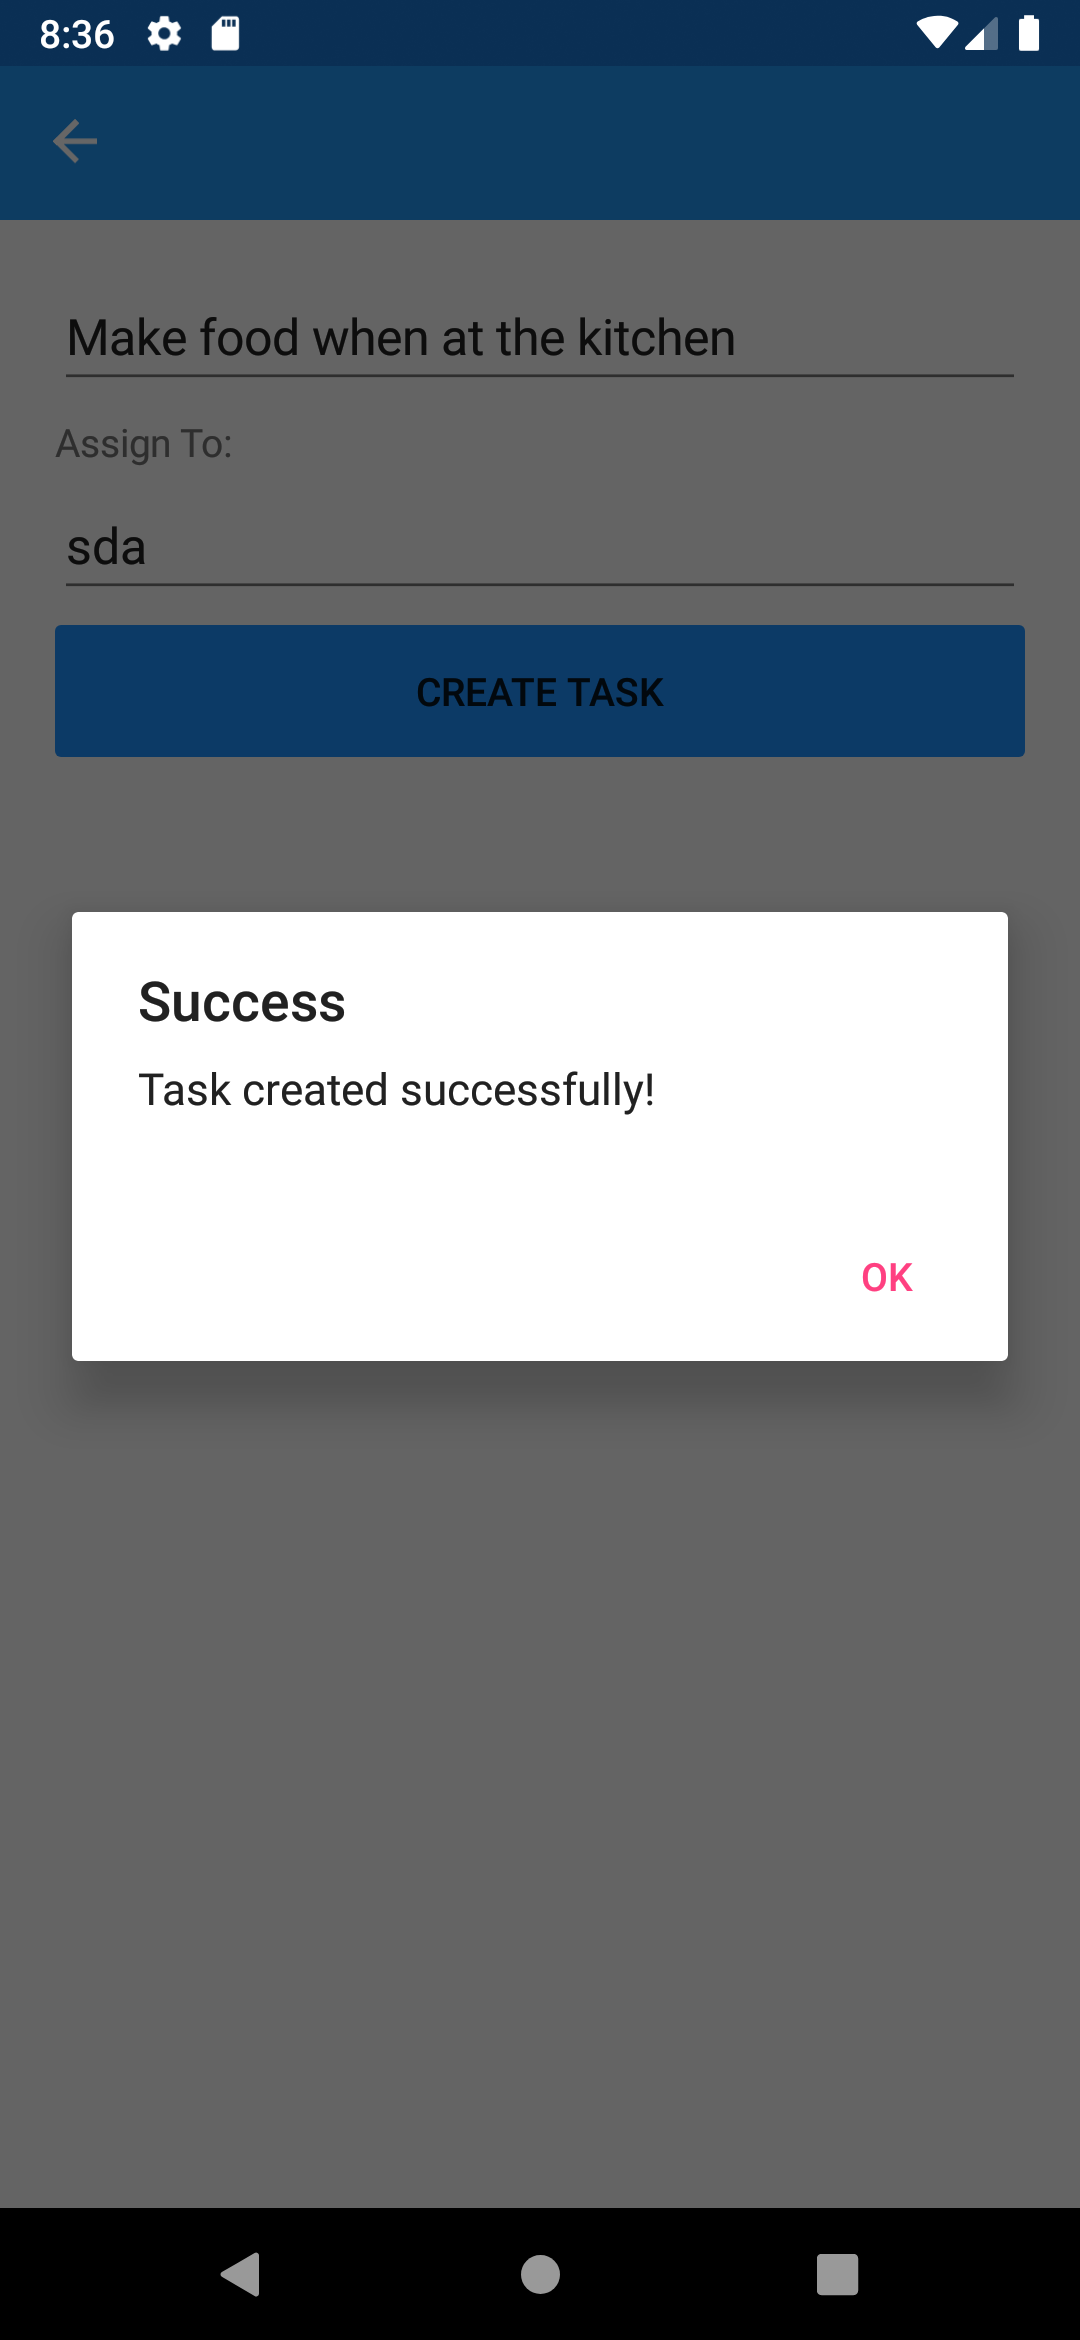 8:36
Make food when at the kitchen
Assign To:
sda
CREATE TASK
Success
Task created successfully!
OK